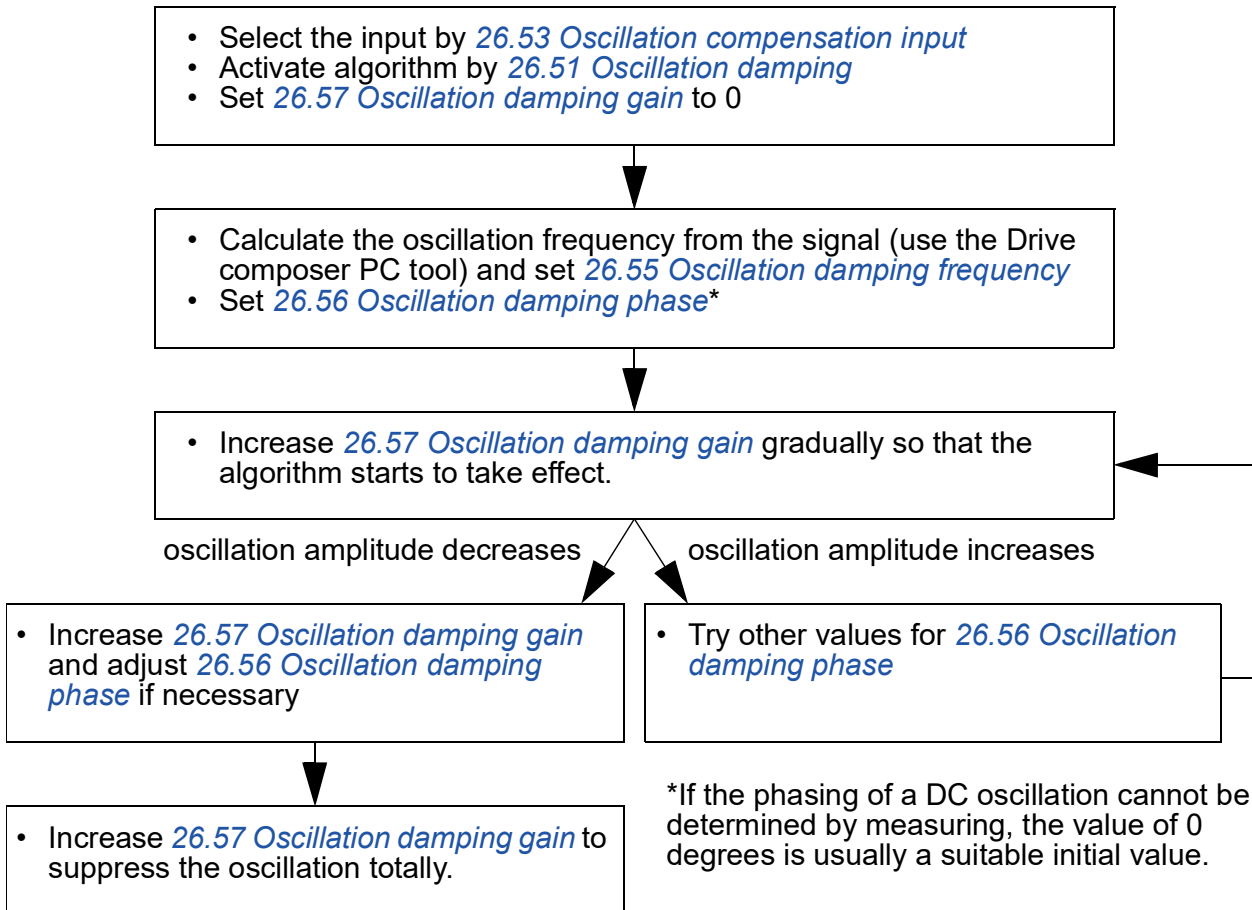 • Select the input by 26.53 Oscillation compensation input
• Activate algorithm by 26.51 Oscillation damping
• Set 26.57 Oscillation damping gain to 0
• Calculate the oscillation frequency from the signal (use the Drive
composer PC tool) and set 26.55 Oscillation damping frequency
• Set 26.56 Oscillation damping phase*
• Increase 26.57 Oscillation damping gain gradually so that the
algorithm starts to take effect.
oscillation amplitude decreases
oscillation amplitude increases
• Increase 26.57 Oscillation damping gain
and adjust 26.56 Oscillation damping
phase if necessary
• Try other values for 26.56 Oscillation
damping phase
• Increase 26.57 Oscillation damping gain to
suppress the oscillation totally.
*If the phasing of a DC oscillation cannot be
determined by measuring, the value of 0
degrees is usually a suitable initial value.